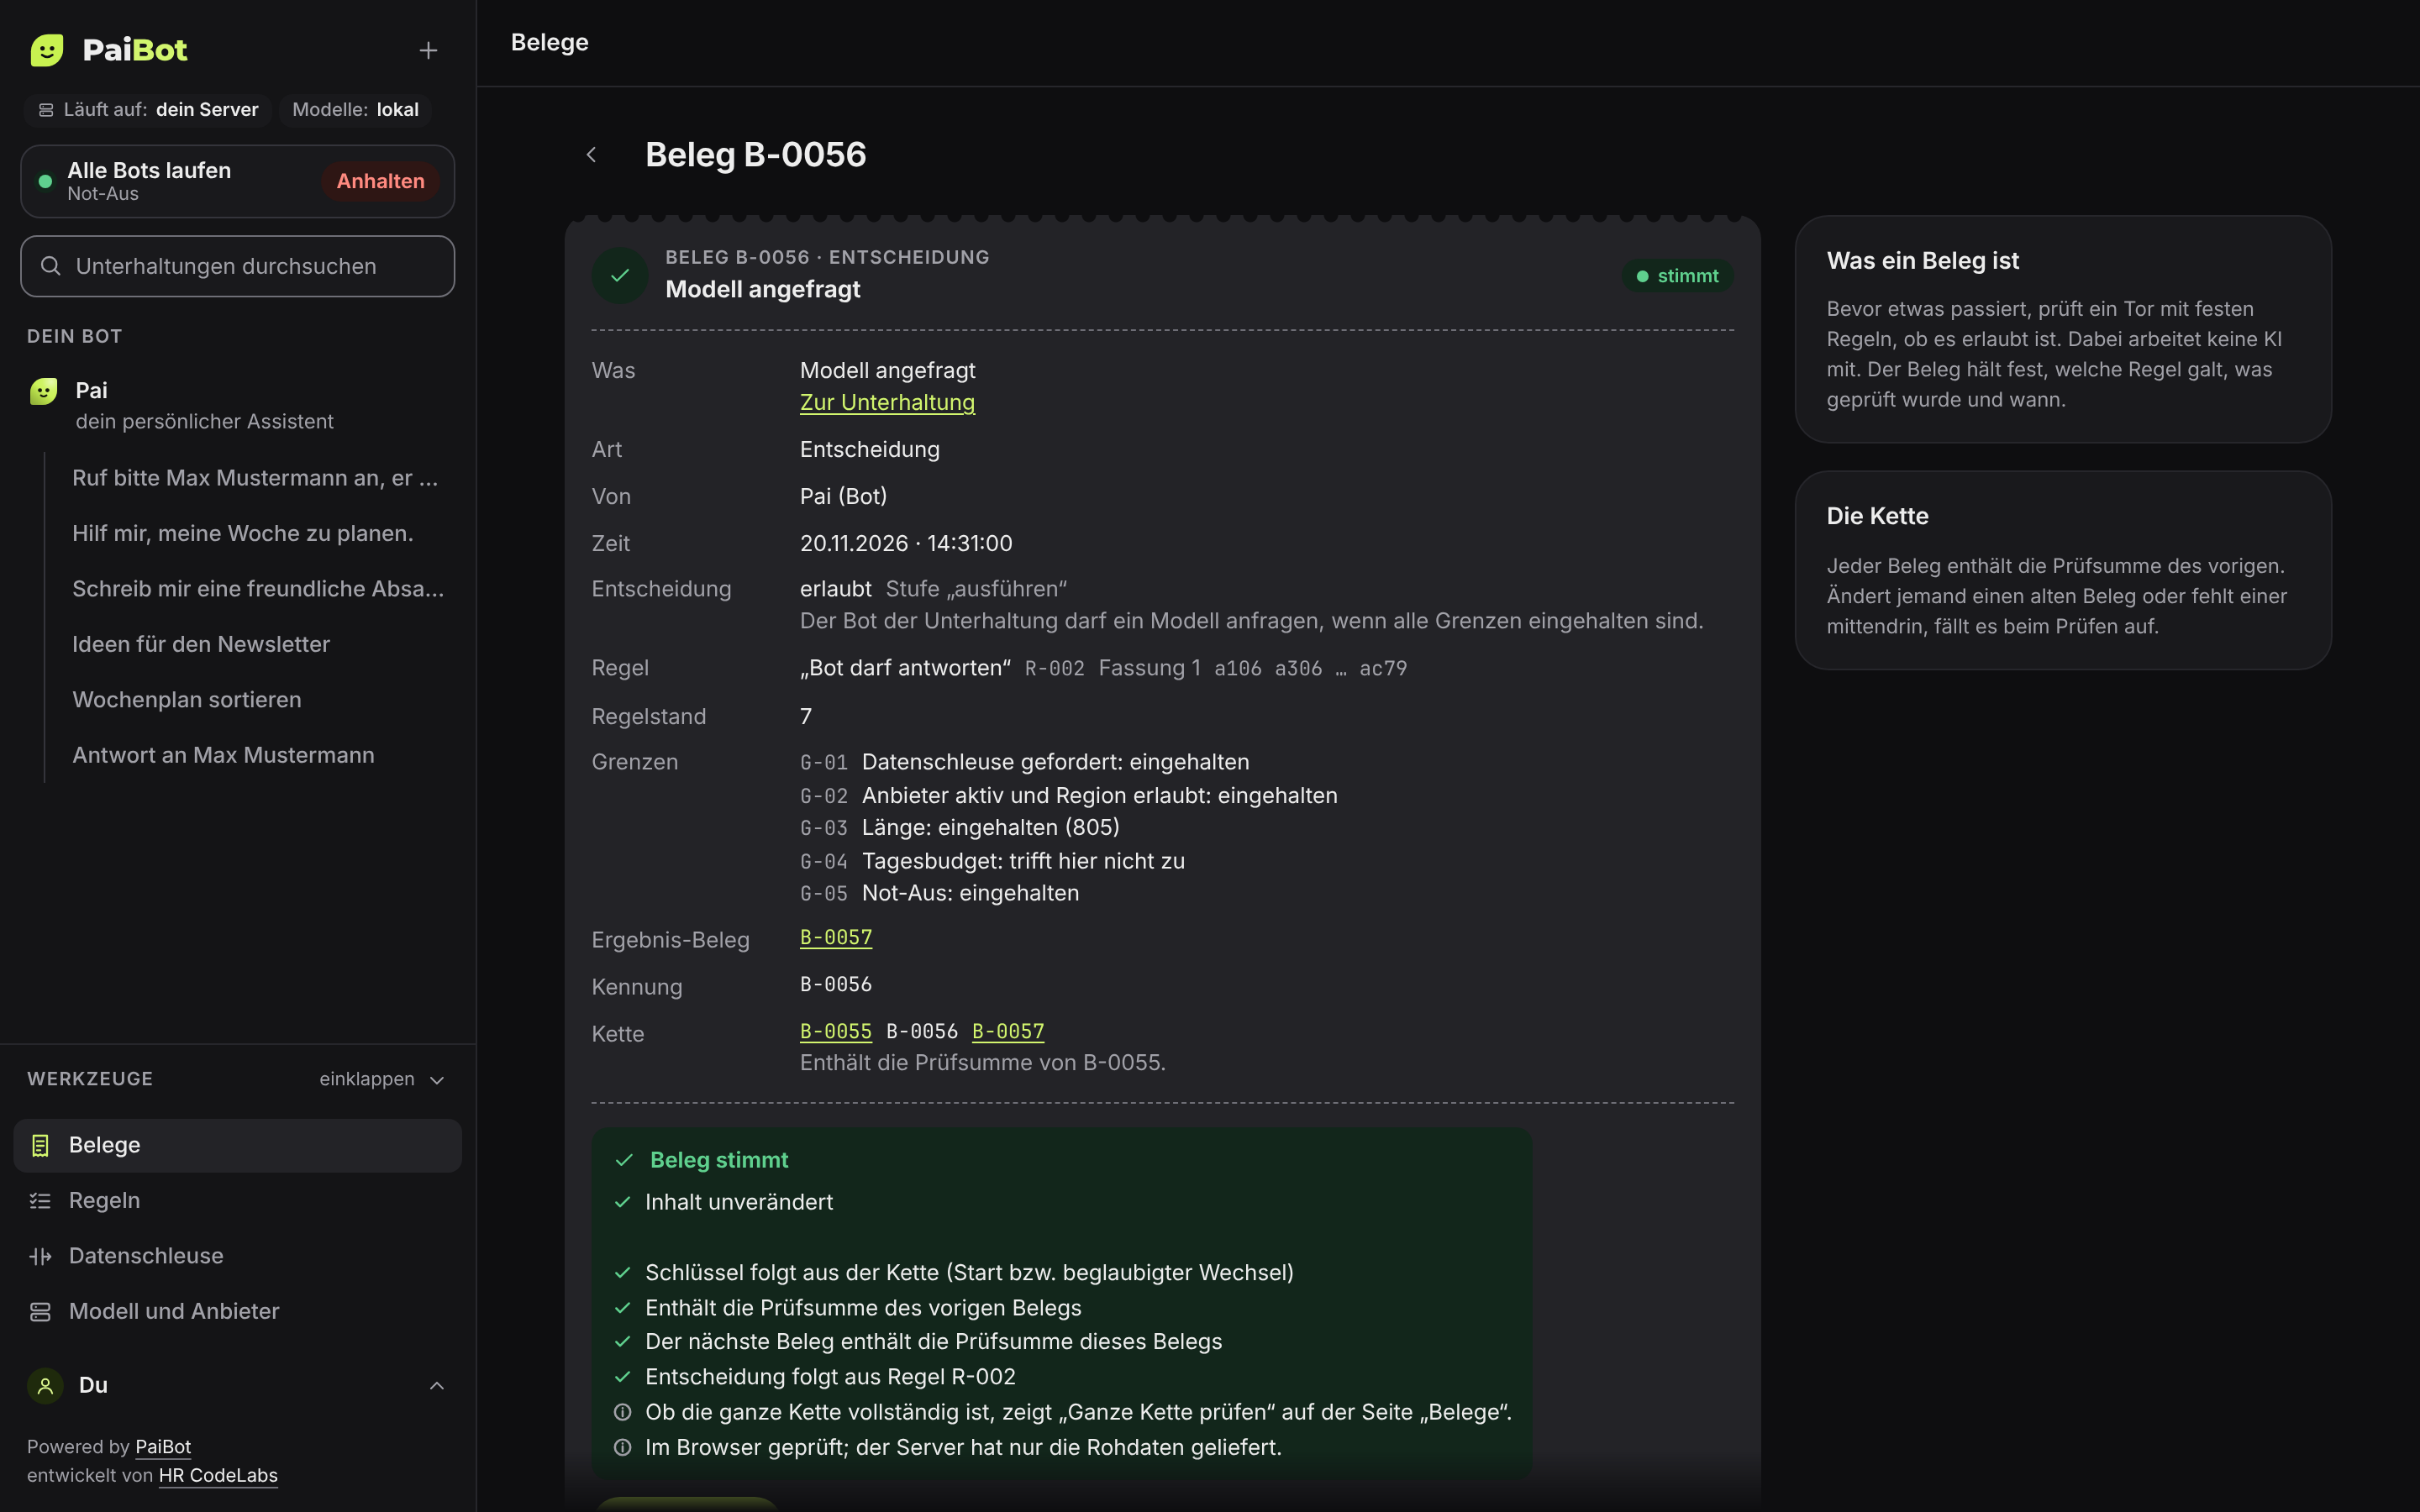 PaiBot
Läuft auf: dein Server
Modelle: lokal
Alle Bots laufen
Not-Aus
Anhalten
Unterhaltungen durchsuchen
DEIN BOT
Pai
dein persönlicher Assistent
Ruf bitte Max Mustermann an, er ...
Hilf mir, meine Woche zu planen.
Schreib mir eine freundliche Absa...
Ideen für den Newsletter
Wochenplan sortieren
Antwort an Max Mustermann
WERKZEUGE
einklappen
Belege
Regeln
Datenschleuse
Modell und Anbieter
Du
Powered by PaiBot
entwickelt von HR CodeLabs
Belege
Beleg B-0056
BELEG B-0056 · ENTSCHEIDUNG
Modell angefragt
stimmt
Was Modell angefragt
Zur Unterhaltung
Art Entscheidung
Von Pai (Bot)
Zeit 20.11.2026 · 14:31:00
Entscheidung erlaubt Stufe „ausführen“
Der Bot der Unterhaltung darf ein Modell anfragen, wenn alle Grenzen eingehalten sind.
Regel „Bot darf antworten“ R-002 Fassung 1 a106 a306 … ac79
Regelstand 7
Grenzen G-01 Datenschleuse gefordert: eingehalten
G-02 Anbieter aktiv und Region erlaubt: eingehalten
G-03 Länge: eingehalten (805)
G-04 Tagesbudget: trifft hier nicht zu
G-05 Not-Aus: eingehalten
Ergebnis-Beleg B-0057
Kennung B-0056
Kette B-0055 B-0056 B-0057
Enthält die Prüfsumme von B-0055.
Beleg stimmt
Inhalt unverändert
Schlüssel folgt aus der Kette (Start bzw. beglaubigter Wechsel)
Enthält die Prüfsumme des vorigen Belegs
Der nächste Beleg enthält die Prüfsumme dieses Belegs
Entscheidung folgt aus Regel R-002
Ob die ganze Kette vollständig ist, zeigt „Ganze Kette prüfen“ auf der Seite „Belege“.
Im Browser geprüft; der Server hat nur die Rohdaten geliefert.
Was ein Beleg ist
Bevor etwas passiert, prüft ein Tor mit festen
Regeln, ob es erlaubt ist. Dabei arbeitet keine KI
mit. Der Beleg hält fest, welche Regel galt, was
geprüft wurde und wann.
Die Kette
Jeder Beleg enthält die Prüfsumme des vorigen.
Ändert jemand einen alten Beleg oder fehlt einer
mittendrin, fällt es beim Prüfen auf.